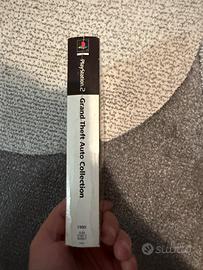 PlayStation 2
Grand Theft Auto Collection
subito